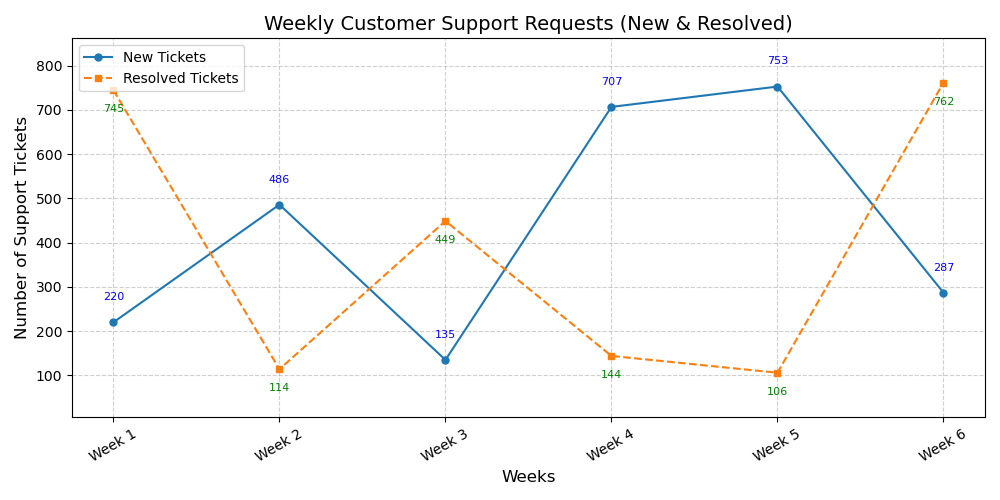 Weekly Customer Support Requests (New & Resolved)
New Tickets
Resolved Tickets
Number of Support Tickets
800
700
600
500
400
300
200
100
220
486
135
707
753
287
745
114
449
144
106
762
Week 1
Week 2
Week 3
Week 4
Week 5
Week 6
Weeks